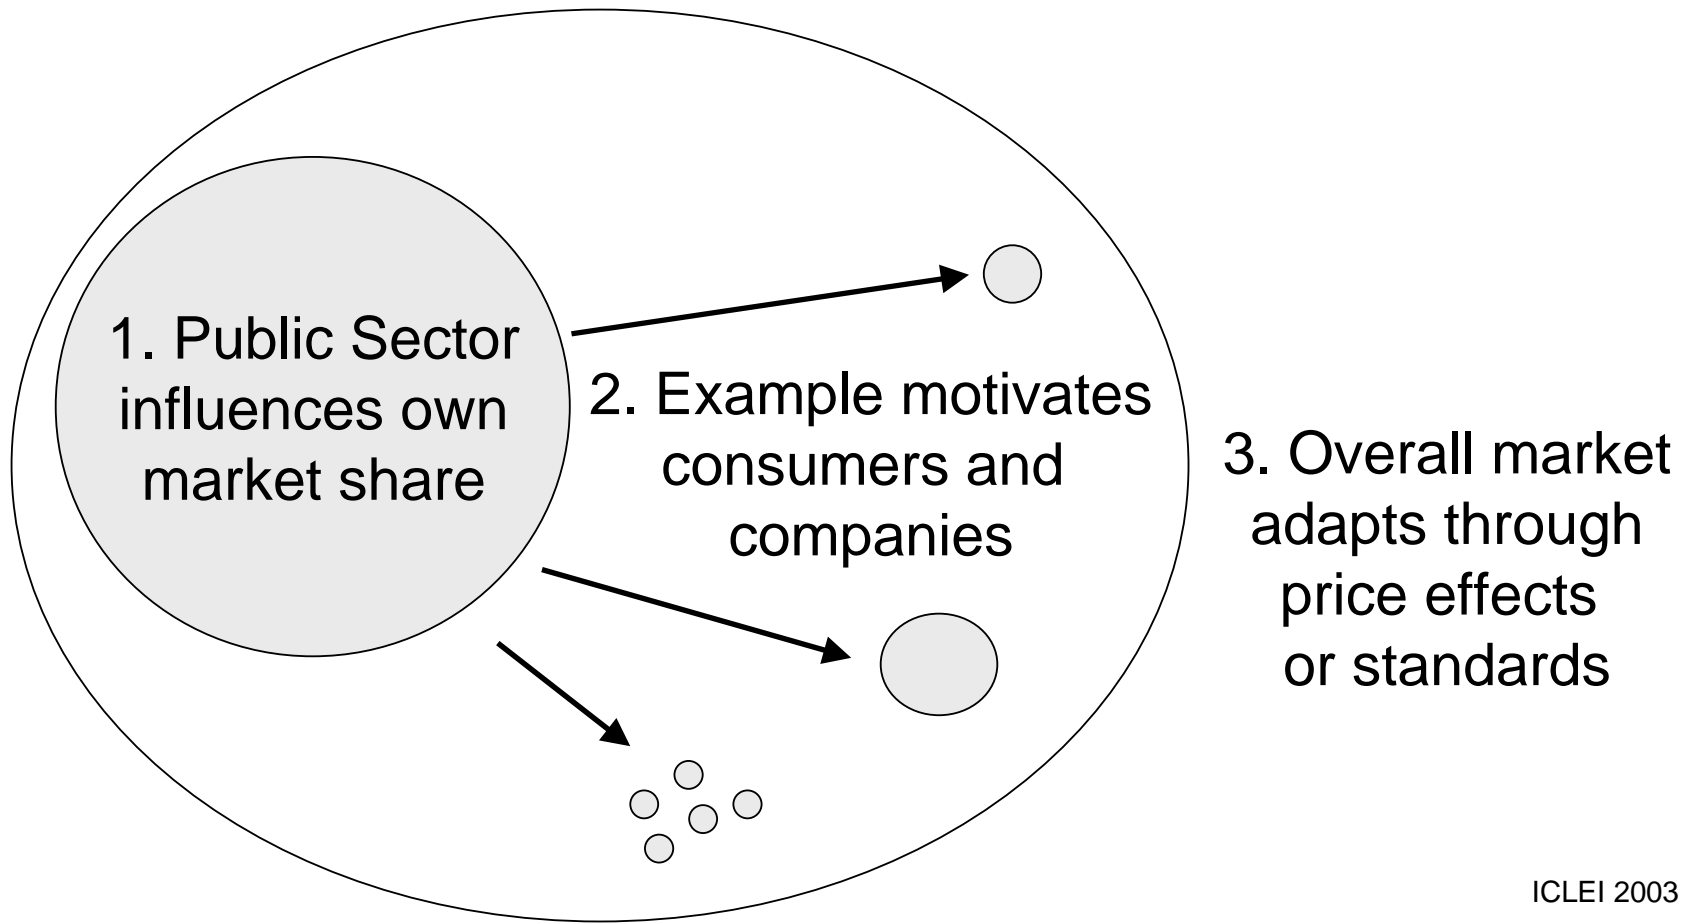 1. Public Sector
influences own
market share
2. Example motivates
consumers and
companies
3. Overall market
adapts through
price effects
or standards
ICLEI 2003